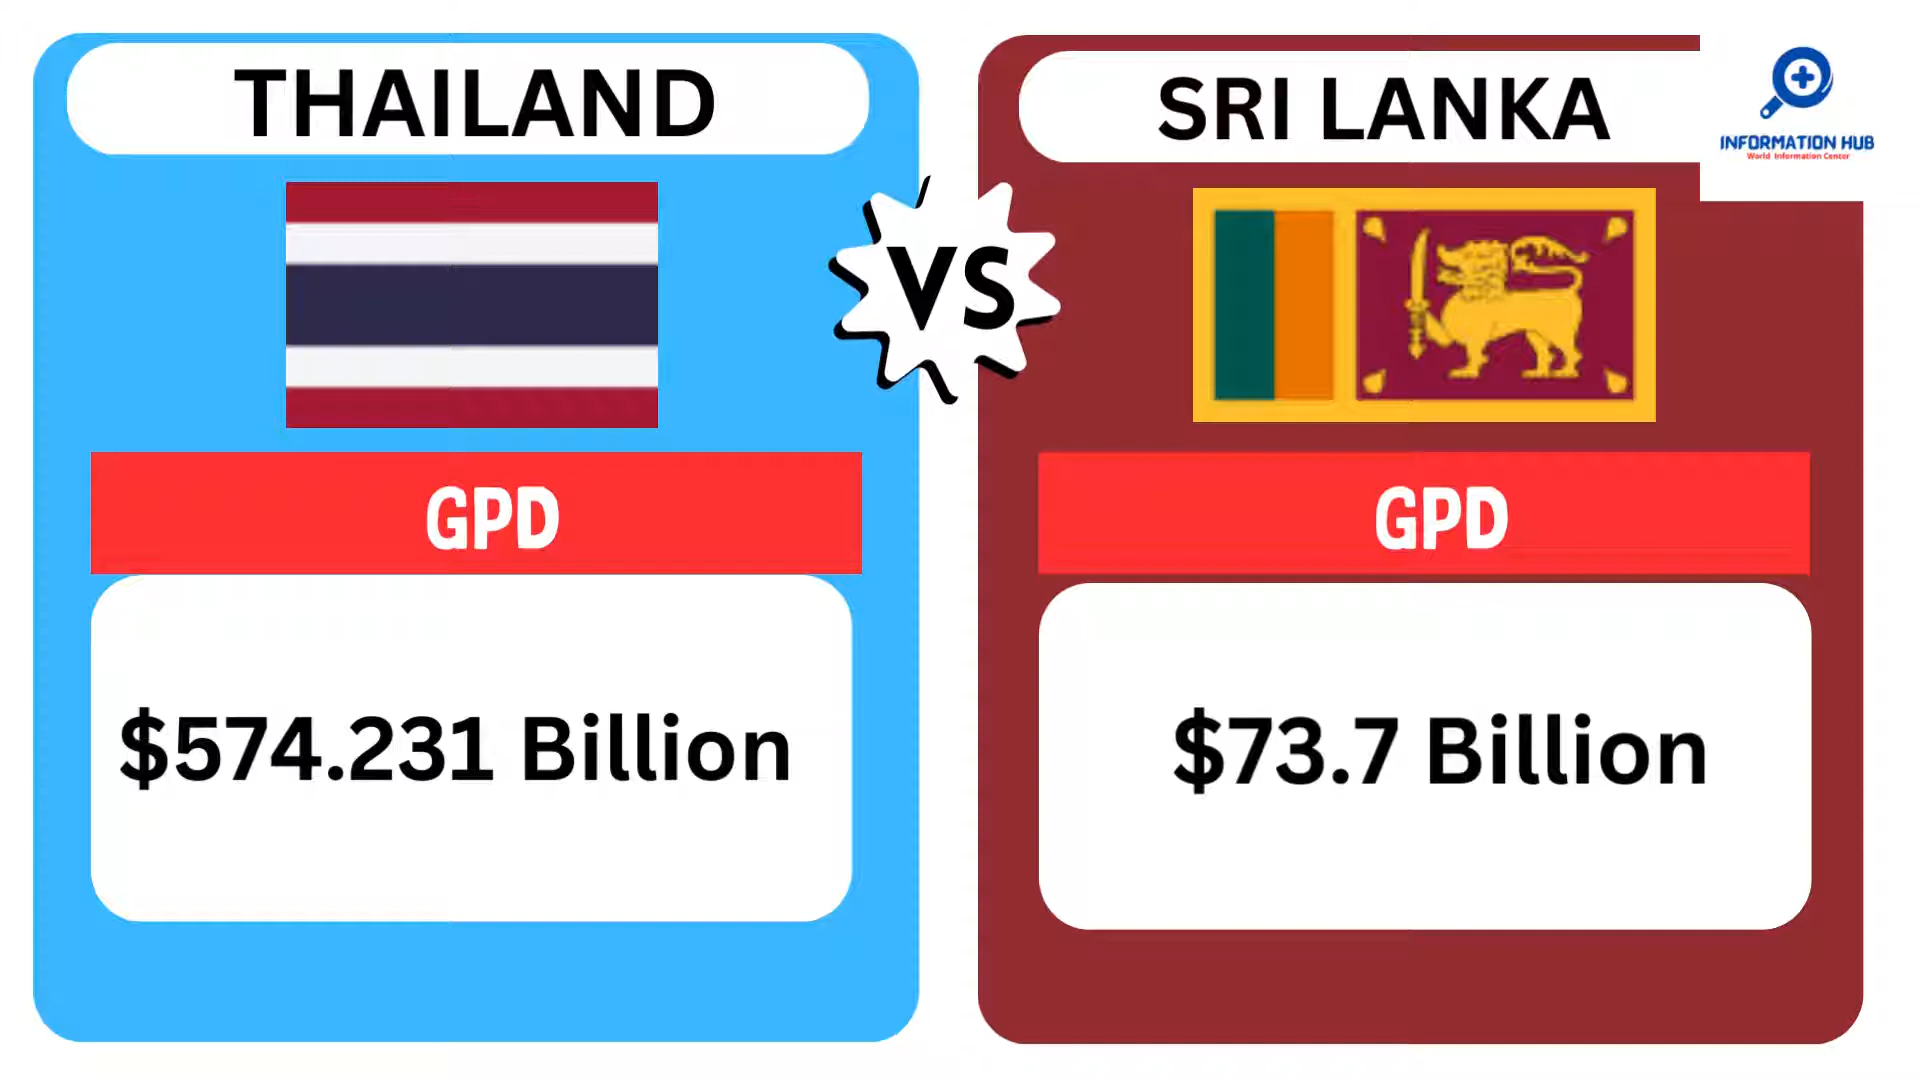 THAILAND
SRI LANKA
INFORMATION HUB
World Information Center
VS
GPD
GPD
$574.231 Billion
$73.7 Billion